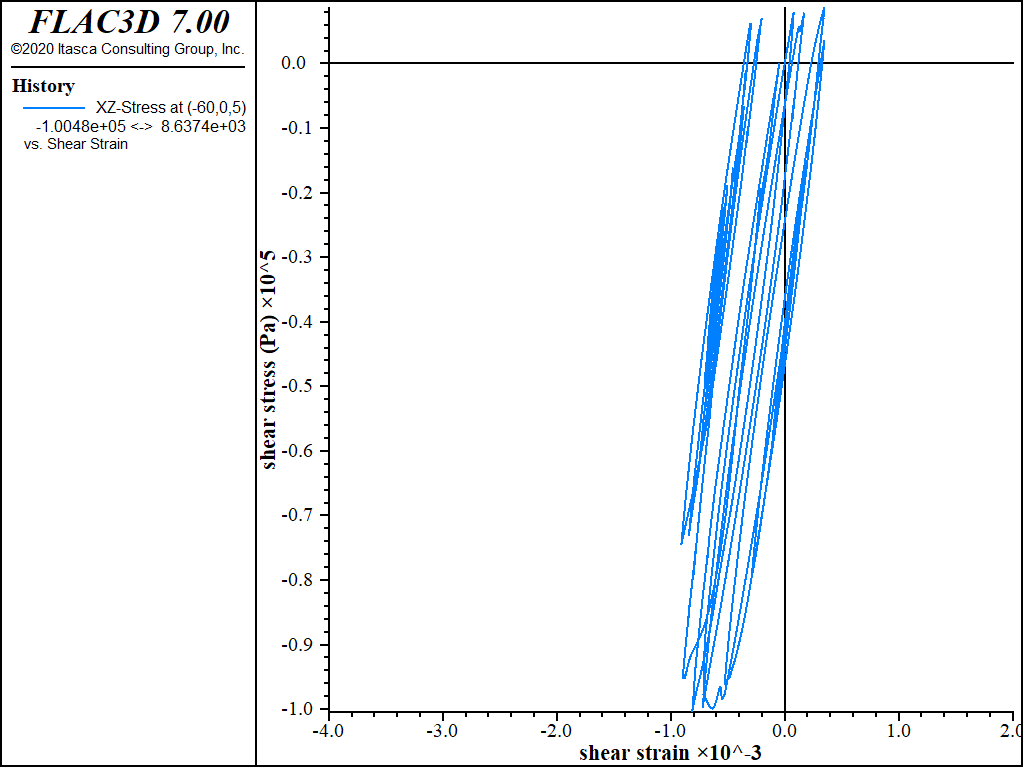 FLAC3D 7.00
©2020 Itasca Consulting Group, Inc.
History
XZ-Stress at (-60,0,5)
-1.0048e+05 <-> 8.6374e+03
vs. Shear Strain
shear stress (Pa) ×10^5
0.0
-0.1
-0.2
-0.3
-0.4
-0.5
-0.6
-0.7
-0.8
-0.9
-1.0
-4.0 -3.0 -2.0 -1.0 0.0 1.0 2.0
shear strain ×10^-3